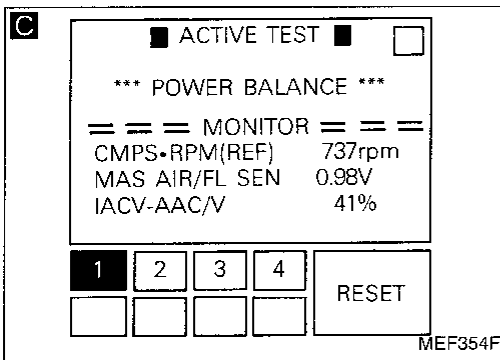 C
■ ACTIVE TEST ■
*** POWER BALANCE ***
= = = MONITOR = = =
CMPS•RPM(REF) 737rpm
MAS AIR/FL SEN 0.98V
IACV-AAC/V 41%
1 2 3 4
RESET
MEF354F